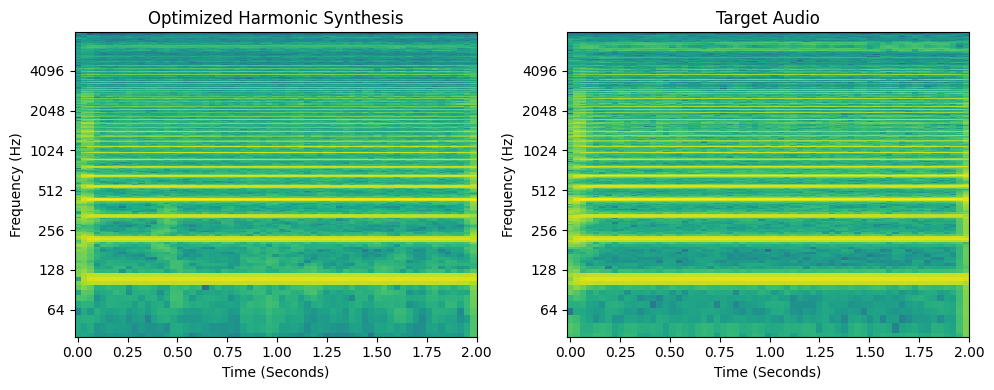 Optimized Harmonic Synthesis
Frequency (Hz)
4096
2048
1024
512
256
128
64
0.00 0.25 0.50 0.75 1.00 1.25 1.50 1.75 2.00
Time (Seconds)
Target Audio
Frequency (Hz)
4096
2048
1024
512
256
128
64
0.00 0.25 0.50 0.75 1.00 1.25 1.50 1.75 2.00
Time (Seconds)